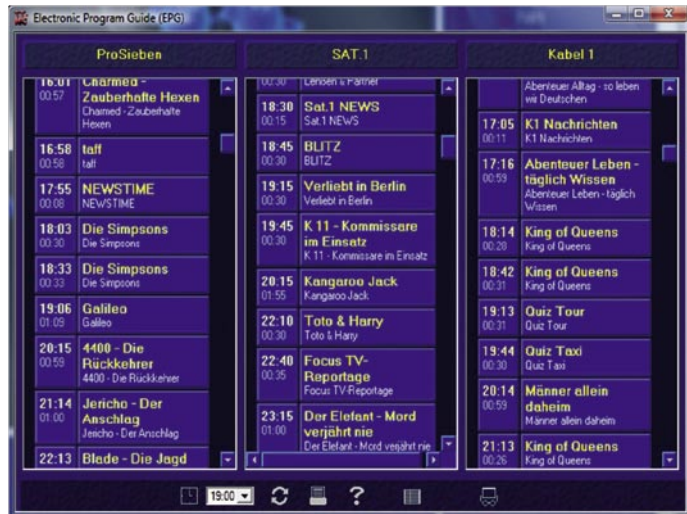 Electronic Program Guide (EPG)
ProSieben
16:01 Charmed -
00:57 Zauberhafte Hexen
Charmed - Zauberhafte
Hexen
16:58 taff
00:58 taff
17:55 NEWSTIME
00:08 NEWSTIME
18:03 Die Simpsons
00:30 Die Simpsons
18:33 Die Simpsons
00:33 Die Simpsons
19:06 Galileo
01:09 Galileo
20:15 4400 - Die
00:59 Rückkehrer
4400 - Die Rückkehrer
21:14 Jericho - Der
01:00 Anschlag
Jericho - Der Anschlag
22:13 Blade - Die Jagd
SAT.1
00:30 Lenßen & Partner
18:30 Sat.1 NEWS
00:15 Sat.1 NEWS
18:45 BLITZ
00:30 BLITZ
19:15 Verliebt in Berlin
00:30 Verliebt in Berlin
19:45 K 11 - Kommissare
00:30 im Einsatz
K 11 - Kommissare im Einsatz
20:15 Kangaroo Jack
01:55 Kangaroo Jack
22:10 Toto & Harry
00:30 Toto & Harry
22:40 Focus TV-
00:35 Reportage
Focus TV-Reportage
23:15 Der Elefant - Mord
01:00 verjährt nie
Der Elefant - Mord verjährt nie
Kabel 1
Abenteuer Alltag - so leben
wir Deutschen
17:05 K1 Nachrichten
00:11 K1 Nachrichten
17:16 Abenteuer Leben -
00:59 täglich Wissen
Abenteuer Leben - täglich
Wissen
18:14 King of Queens
00:28 King of Queens
18:42 King of Queens
00:31 King of Queens
19:13 Quiz Tour
00:31 Quiz Tour
19:44 Quiz Taxi
00:30 Quiz Taxi
20:14 Männer allein
00:59 daheim
Männer allein daheim
21:13 King of Queens
00:26 King of Queens
19:00
?